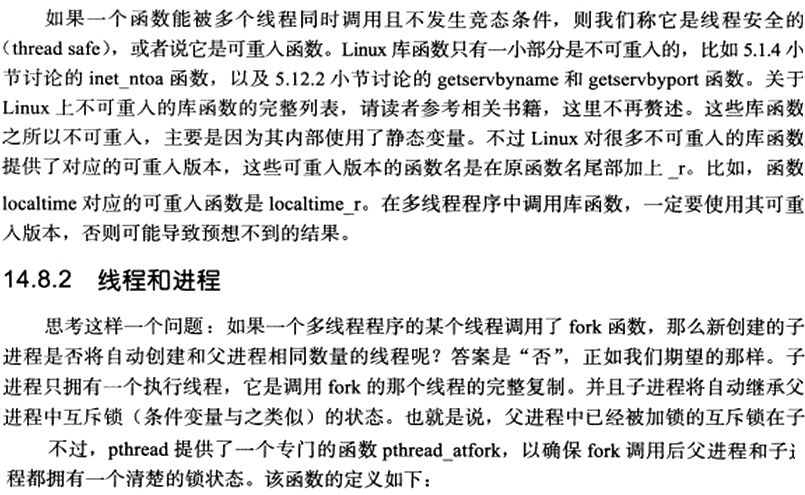 如果一个函数能被多个线程同时调用且不发生竞态条件，则我们称它是线程安全的
（thread safe），或者说它是可重入函数。Linux 库函数只有一小部分是不可重入的，比如 5.1.4 小
节讨论的 inet_ntoa 函数，以及 5.12.2 小节讨论的 getservbyname 和 getservbyport 函数。关于
Linux 上不可重入的库函数的完整列表，请读者参考相关书籍，这里不再赘述。这些库函数
之所以不可重入，主要是因为其内部使用了静态变量。不过 Linux 对很多不可重入的库函数
提供了对应的可重入版本，这些可重入版本的函数名是在原函数名尾部加上 _r。比如，函数
localtime 对应的可重入函数是 localtime_r。在多线程程序中调用库函数，一定要使用其可重
入版本，否则可能导致预想不到的结果。
14.8.2 线程和进程
思考这样一个问题：如果一个多线程程序的某个线程调用了 fork 函数，那么新创建的子
进程是否将自动创建和父进程相同数量的线程呢？答案是“否”，正如我们期望的那样。子
进程只拥有一个执行线程，它是调用 fork 的那个线程的完整复制。并且子进程将自动继承父
进程中互斥锁（条件变量与之类似）的状态。也就是说，父进程中已经被加锁的互斥锁在子
不过，pthread 提供了一个专门的函数 pthread_atfork，以确保 fork 调用后父进程和子
程都拥有一个清楚的锁状态。该函数的定义如下：